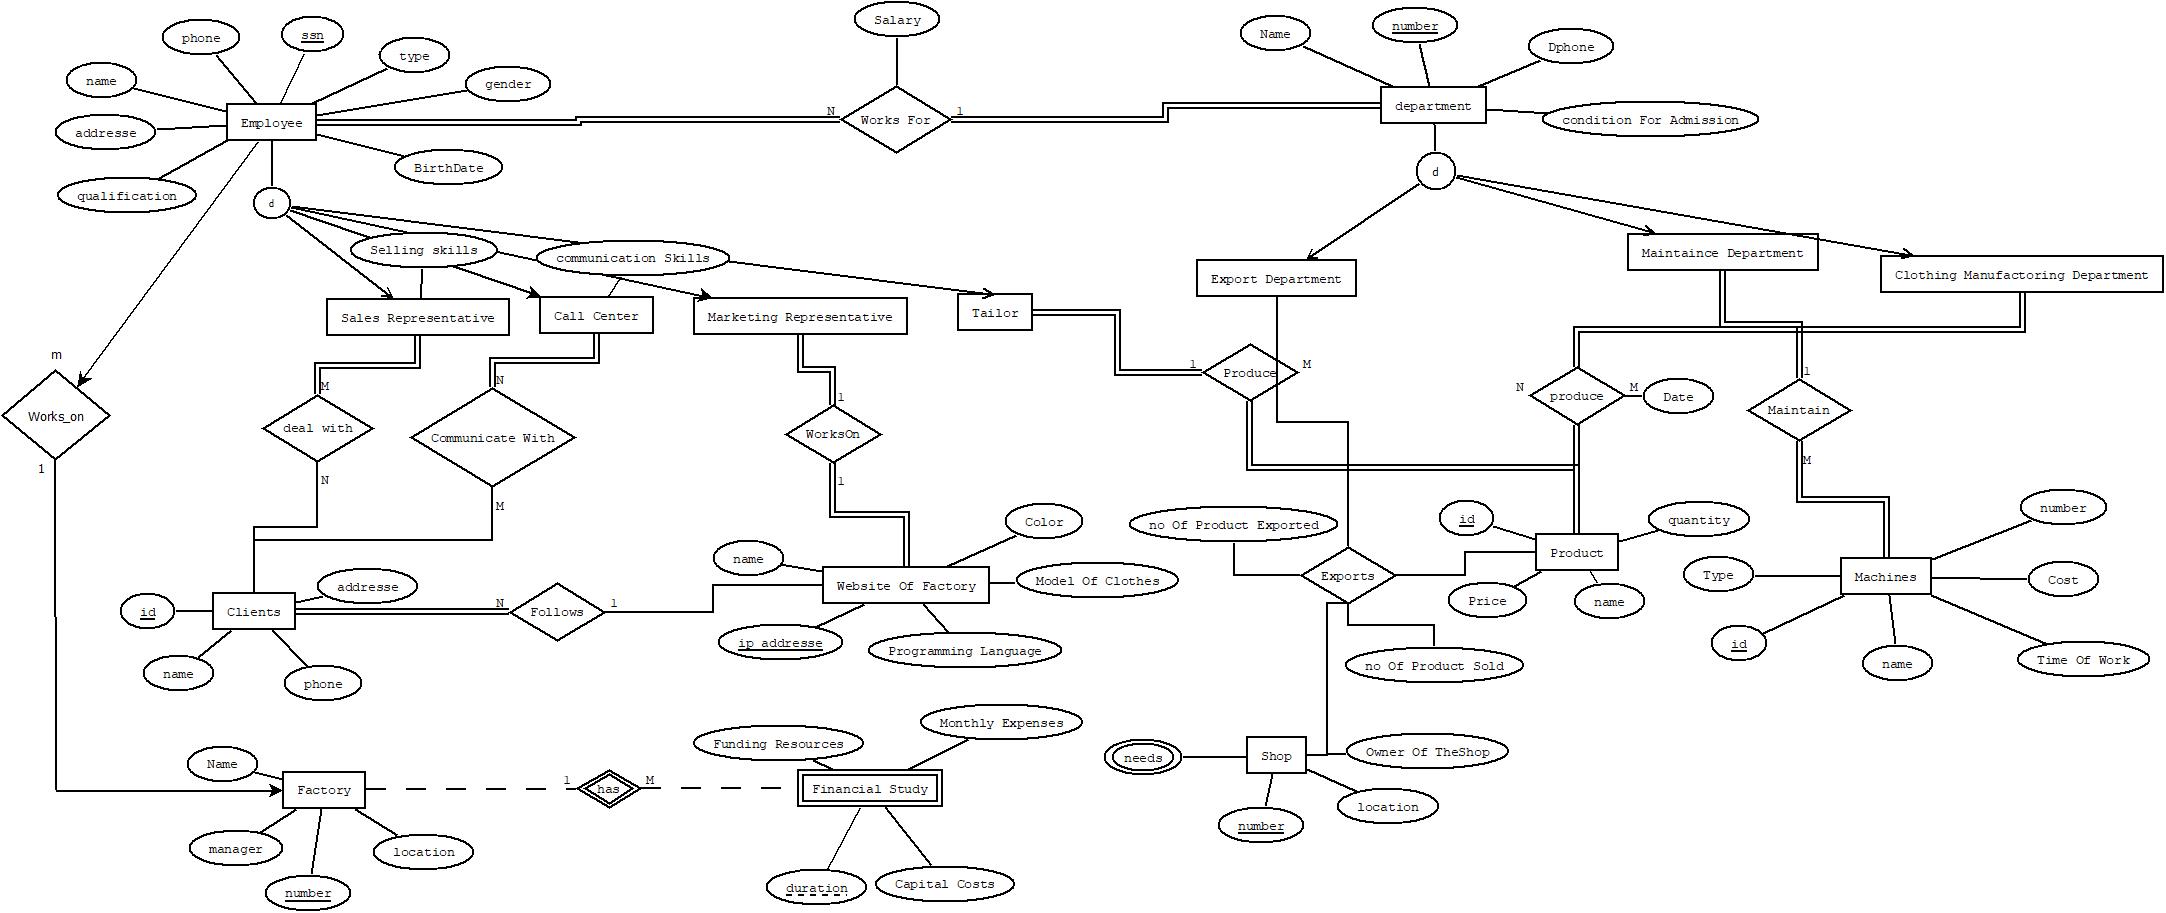 Salary
Name
number
Dphone
phone
ssn
type
gender
name
Employee
N
Works For
1
department
condition For Admission
addresse
BirthDate
qualification
d
d
Selling skills
communication Skills
Export Department
Maintaince Department
Clothing Manufactoring Department
Sales Representative
Call Center
Marketing Representative
Tailor
m
Works_on
1
M
deal with
N
N
Communicate With
M
1
WorksOn
1
1
Produce
M
N
produce
M
Date
1
Maintain
M
no Of Product Exported
id
quantity
Product
Price
name
Exports
no Of Product Sold
number
Type
Machines
Cost
id
name
Time Of Work
name
Color
Website Of Factory
Model Of Clothes
ip addresse
Programming Language
addresse
id
Clients
N
Follows
1
name
phone
Name
Factory
1
has
M
Financial Study
Funding Resources
Monthly Expenses
manager
number
location
duration
Capital Costs
needs
Shop
Owner Of TheShop
number
location